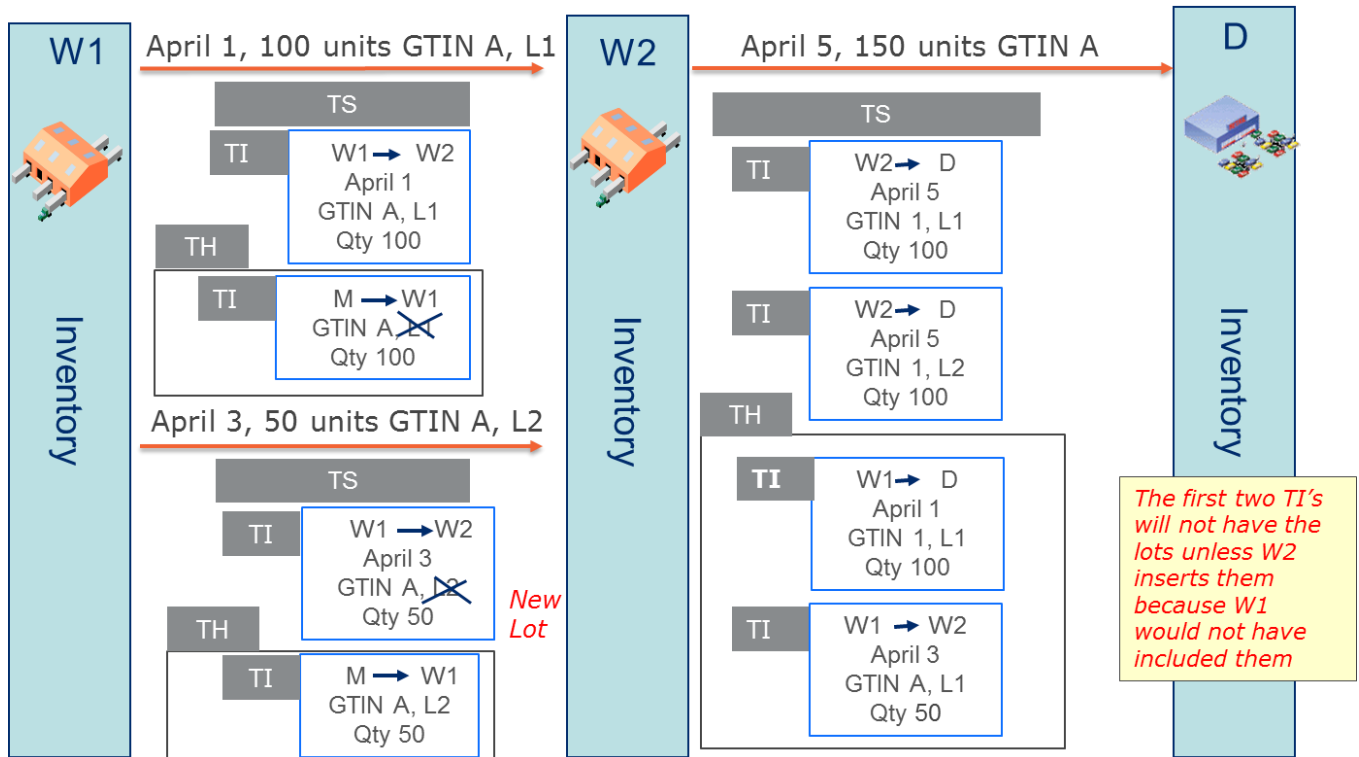 W1
Inventory
April 1, 100 units GTIN A, L1
TS
TI
W1 → W2
April 1
GTIN A, L1
Qty 100
TH
TI
M → W1
GTIN A, L1
Qty 100
April 3, 50 units GTIN A, L2
TS
TI
W1 → W2
April 3
GTIN A, L2
Qty 50
New
Lot
TH
TI
M → W1
GTIN A, L2
Qty 50
W2
Inventory
April 5, 150 units GTIN A
TS
TI
W2 → D
April 5
GTIN 1, L1
Qty 100
TI
W2 → D
April 5
GTIN 1, L2
Qty 100
TH
TI
W1 → D
April 1
GTIN 1, L1
Qty 100
TI
W1 → W2
April 3
GTIN A, L1
Qty 50
D
Inventory
The first two TI's
will not have the
lots unless W2
inserts them
because W1
would not have
included them